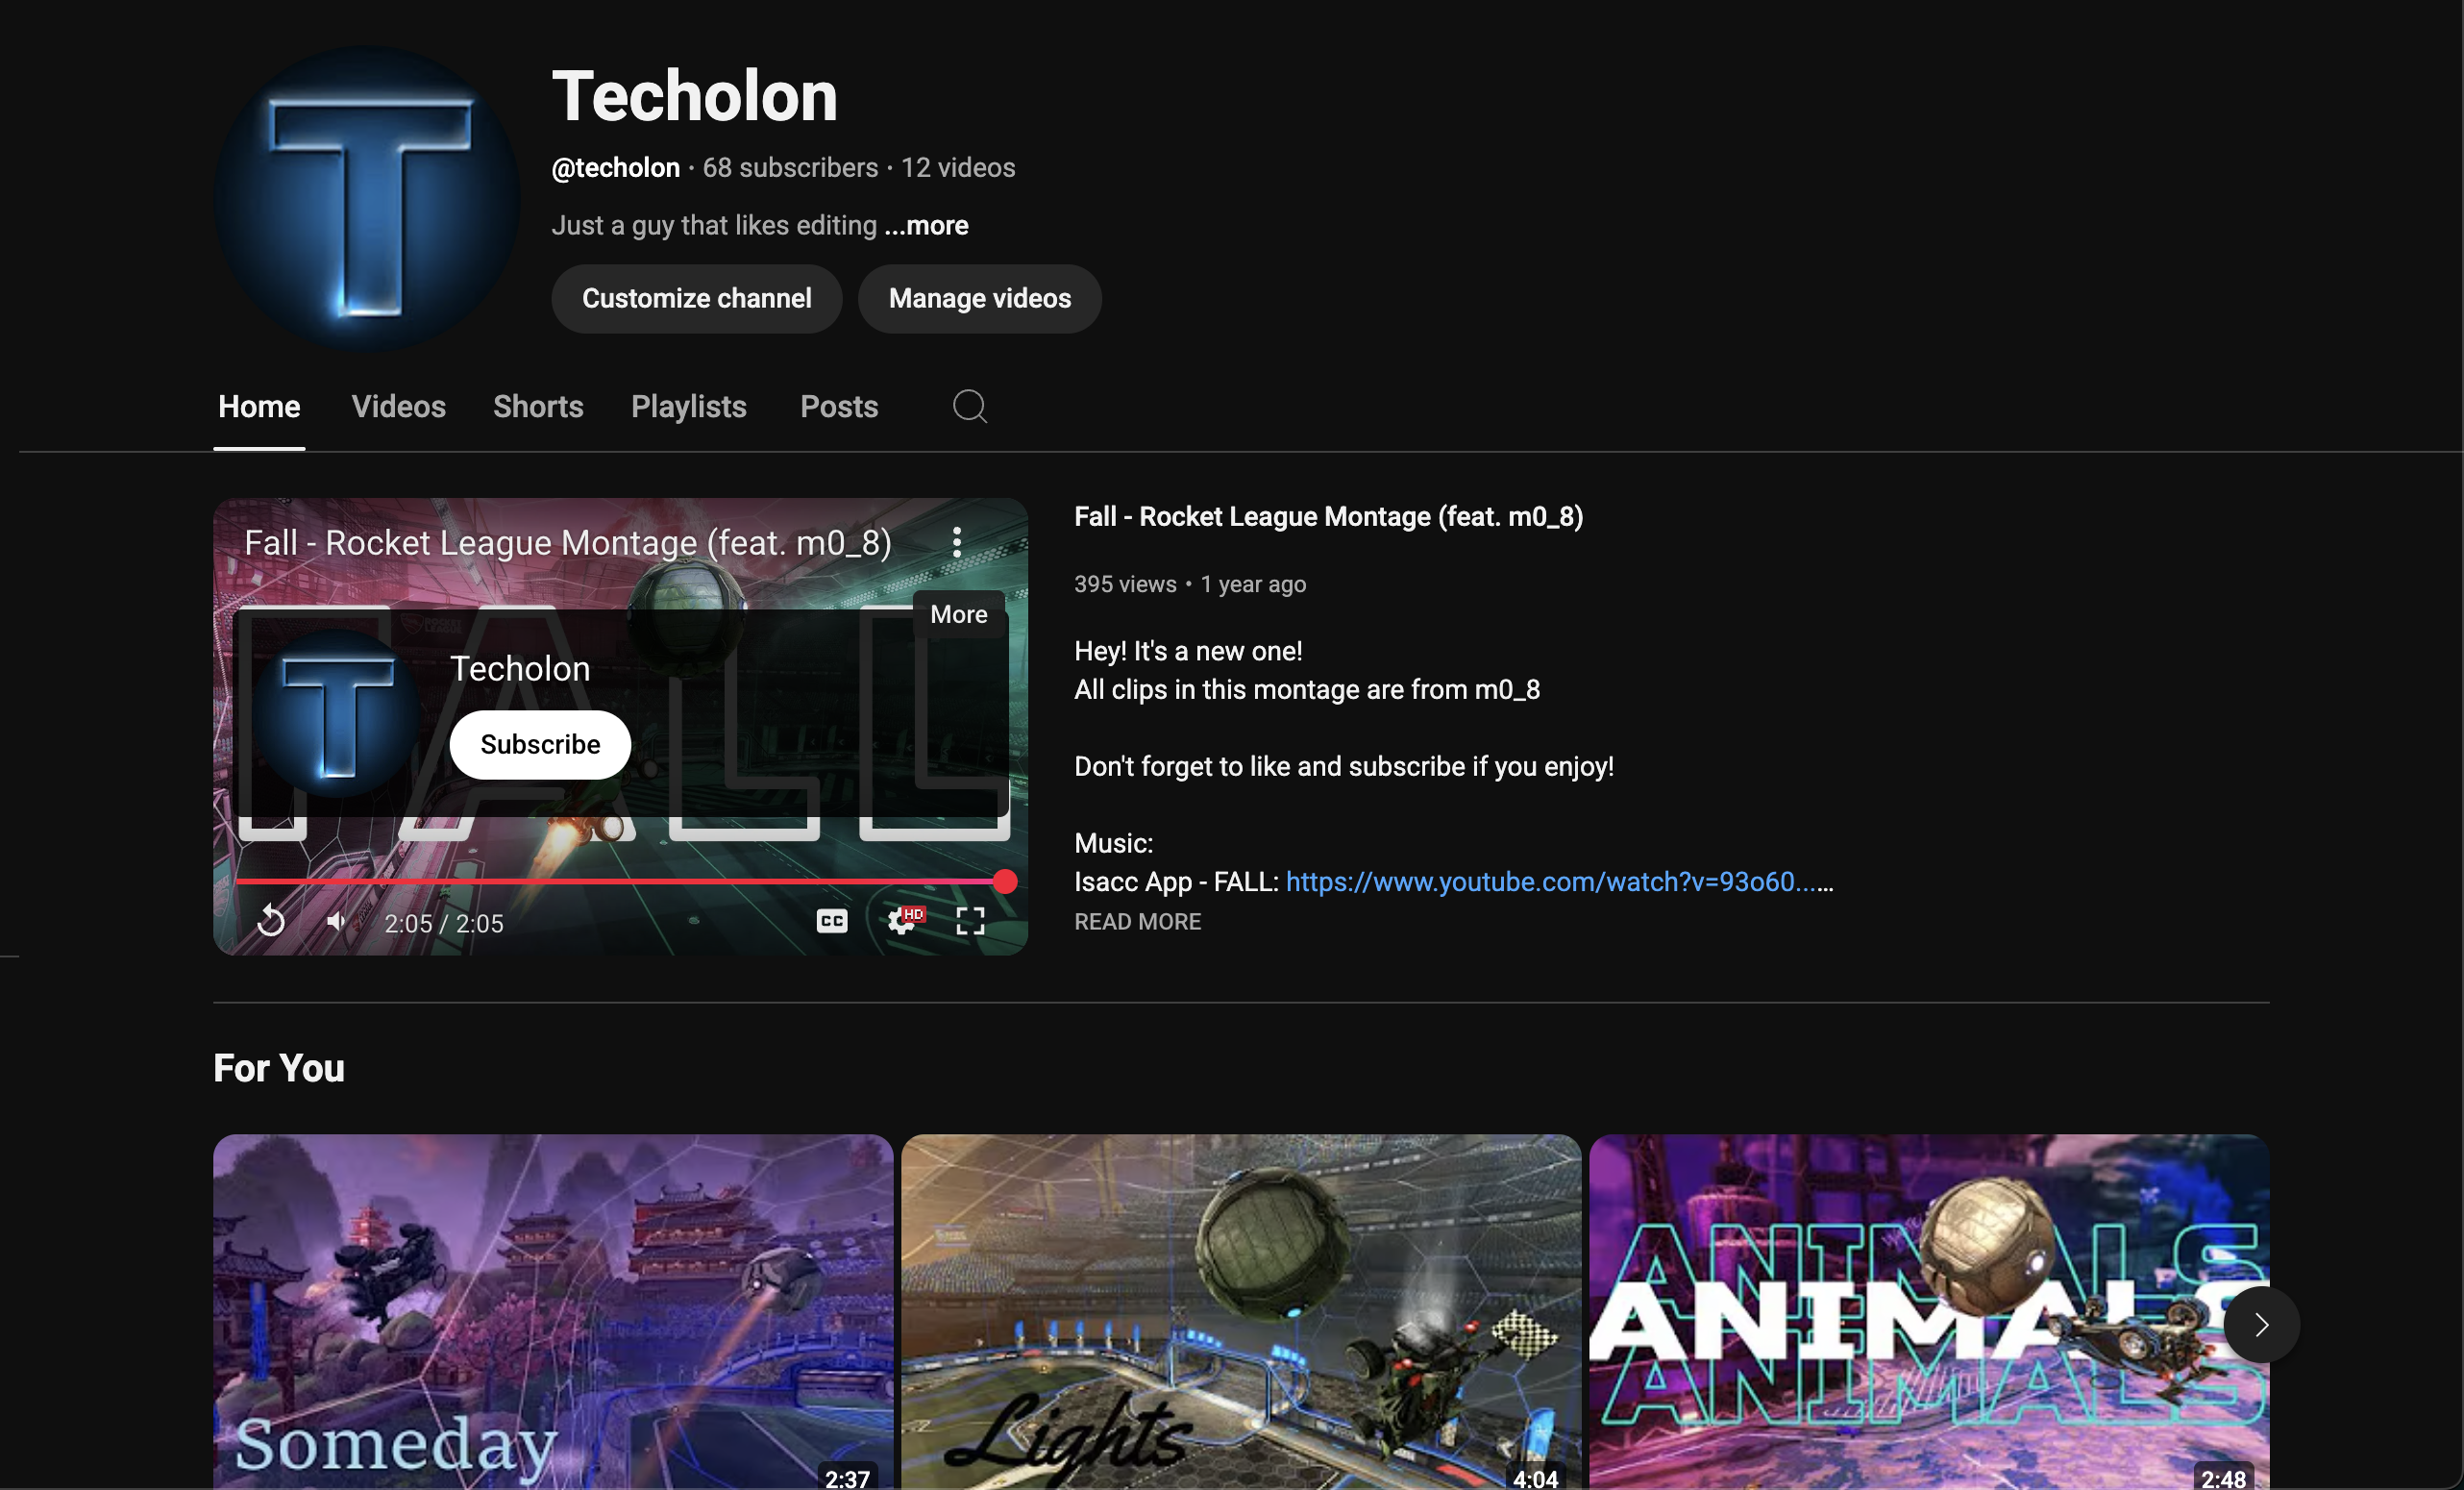 T
Techolon
@techolon · 68 subscribers · 12 videos
Just a guy that likes editing ...more
Customize channel
Manage videos
Home
Videos
Shorts
Playlists
Posts
Fall - Rocket League Montage (feat. m0_8)
More
FALL
T
Techolon
Subscribe
2:05 / 2:05
CC
HD
Fall - Rocket League Montage (feat. m0_8)
395 views • 1 year ago
Hey! It's a new one!
All clips in this montage are from m0_8
Don't forget to like and subscribe if you enjoy!
Music:
Isacc App - FALL: https://www.youtube.com/watch?v=93o60......
READ MORE
For You
Someday
2:37
Lights
4:04
ANIMALS
ANIMALS
ANIMALS
2:48